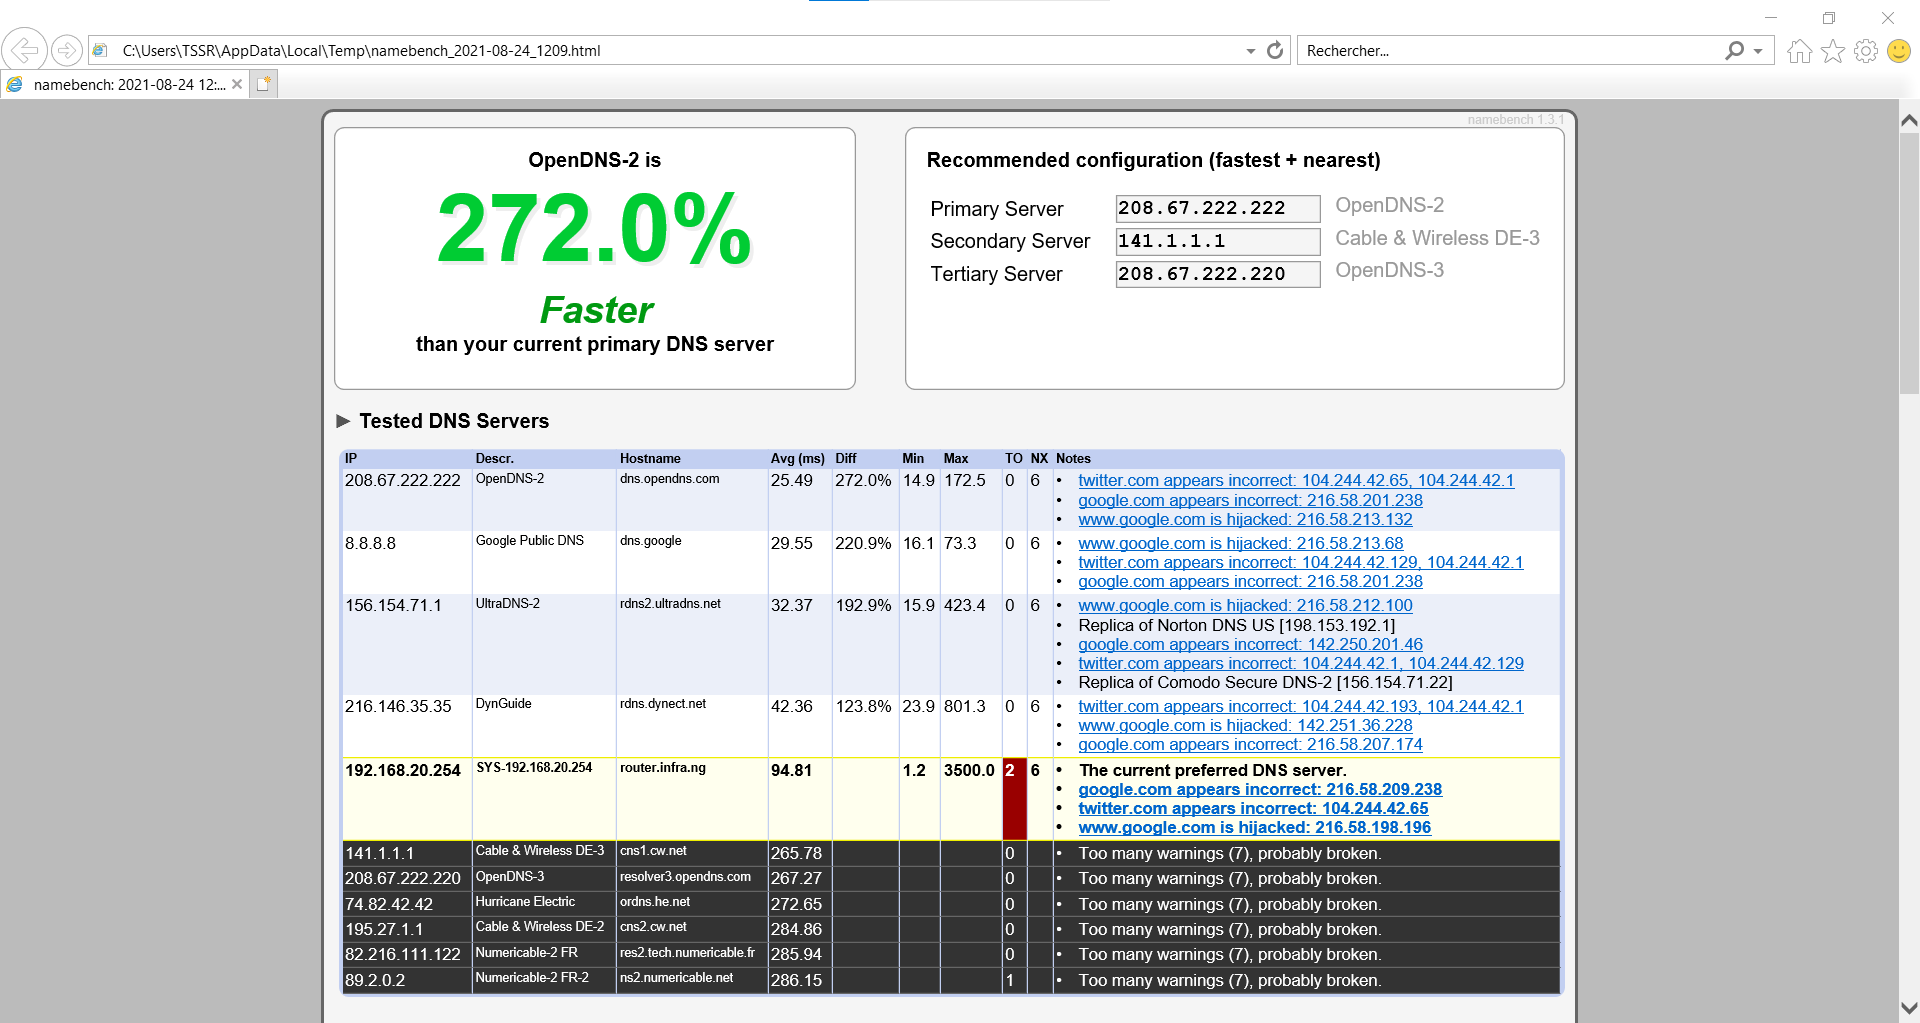 C:\Users\TSSR\AppData\Local\Temp\namebench_2021-08-24_1209.html
Rechercher...
namebench: 2021-08-24 12:...
namebench 1.3.1
OpenDNS-2 is
272.0%
Faster
than your current primary DNS server
Recommended configuration (fastest + nearest)
Primary Server 208.67.222.222 OpenDNS-2
Secondary Server 141.1.1.1 Cable & Wireless DE-3
Tertiary Server 208.67.222.220 OpenDNS-3
Tested DNS Servers
IP Descr. Hostname Avg (ms) Diff Min Max TO NX Notes
208.67.222.222 OpenDNS-2 dns.opendns.com 25.49 272.0% 14.9 172.5 0 6 • twitter.com appears incorrect: 104.244.42.65, 104.244.42.1
• google.com appears incorrect: 216.58.201.238
• www.google.com is hijacked: 216.58.213.132
8.8.8.8 Google Public DNS dns.google 29.55 220.9% 16.1 73.3 0 6 • www.google.com is hijacked: 216.58.213.68
• twitter.com appears incorrect: 104.244.42.129, 104.244.42.1
• google.com appears incorrect: 216.58.201.238
156.154.71.1 UltraDNS-2 rdns2.ultradns.net 32.37 192.9% 15.9 423.4 0 6 • www.google.com is hijacked: 216.58.212.100
• Replica of Norton DNS US [198.153.192.1]
• google.com appears incorrect: 142.250.201.46
• twitter.com appears incorrect: 104.244.42.1, 104.244.42.129
• Replica of Comodo Secure DNS-2 [156.154.71.22]
216.146.35.35 DynGuide rdns.dynect.net 42.36 123.8% 23.9 801.3 0 6 • twitter.com appears incorrect: 104.244.42.193, 104.244.42.1
• www.google.com is hijacked: 142.251.36.228
• google.com appears incorrect: 216.58.207.174
192.168.20.254 SYS-192.168.20.254 router.infra.ng 94.81 1.2 3500.0 2 6 • The current preferred DNS server.
• google.com appears incorrect: 216.58.209.238
• twitter.com appears incorrect: 104.244.42.65
• www.google.com is hijacked: 216.58.198.196
141.1.1.1 Cable & Wireless DE-3 cns1.cw.net 265.78 0 • Too many warnings (7), probably broken.
208.67.222.220 OpenDNS-3 resolver3.opendns.com 267.27 0 • Too many warnings (7), probably broken.
74.82.42.42 Hurricane Electric ordns.he.net 272.65 0 • Too many warnings (7), probably broken.
195.27.1.1 Cable & Wireless DE-2 cns2.cw.net 284.86 0 • Too many warnings (7), probably broken.
82.216.111.122 Numericable-2 FR res2.tech.numericable.fr 285.94 0 • Too many warnings (7), probably broken.
89.2.0.2 Numericable-2 FR-2 ns2.numericable.net 286.15 1 • Too many warnings (7), probably broken.